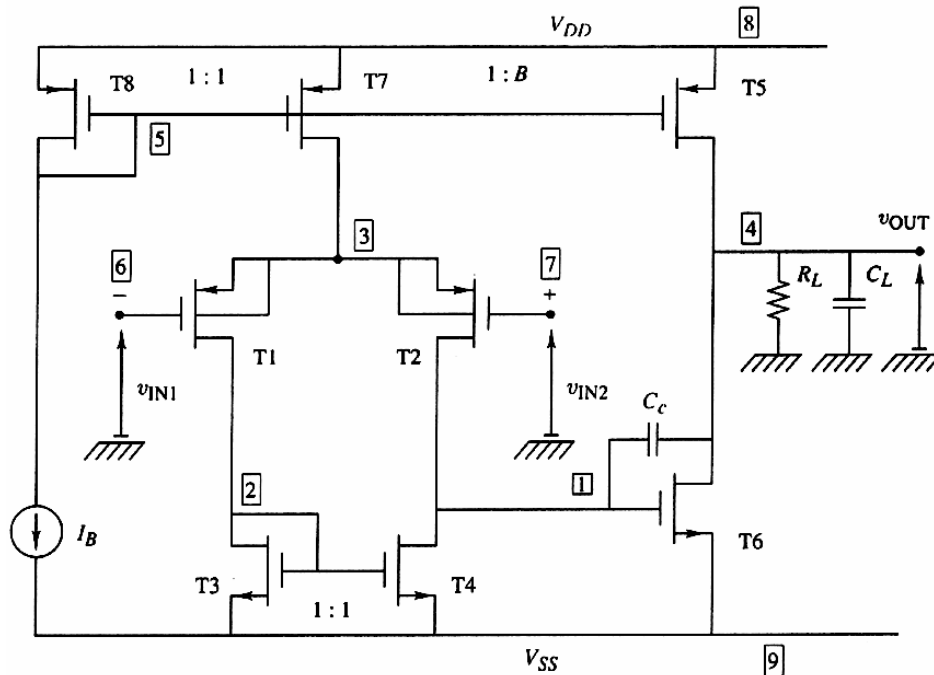 V_DD
8
T8
1 : 1
T7
1 : B
T5
5
3
4
v_OUT
6
7
−
+
R_L
C_L
T1
T2
v_IN1
v_IN2
C_c
2
1
I_B
T3
T4
T6
1 : 1
V_SS
9